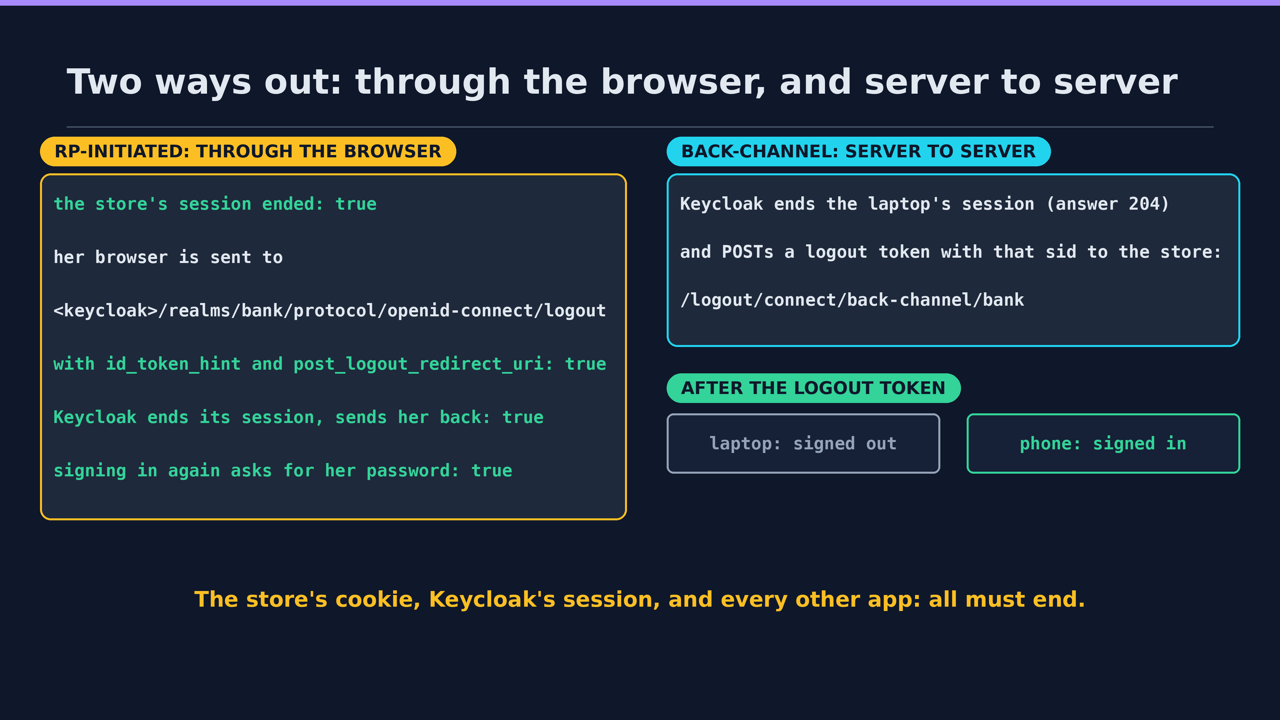 Two ways out: through the browser, and server to server
RP-INITIATED: THROUGH THE BROWSER
the store's session ended: true
her browser is sent to
<keycloak>/realms/bank/protocol/openid-connect/logout
with id_token_hint and post_logout_redirect_uri: true
Keycloak ends its session, sends her back: true
signing in again asks for her password: true
BACK-CHANNEL: SERVER TO SERVER
Keycloak ends the laptop's session (answer 204)
and POSTs a logout token with that sid to the store:
/logout/connect/back-channel/bank
AFTER THE LOGOUT TOKEN
laptop: signed out
phone: signed in
The store's cookie, Keycloak's session, and every other app: all must end.